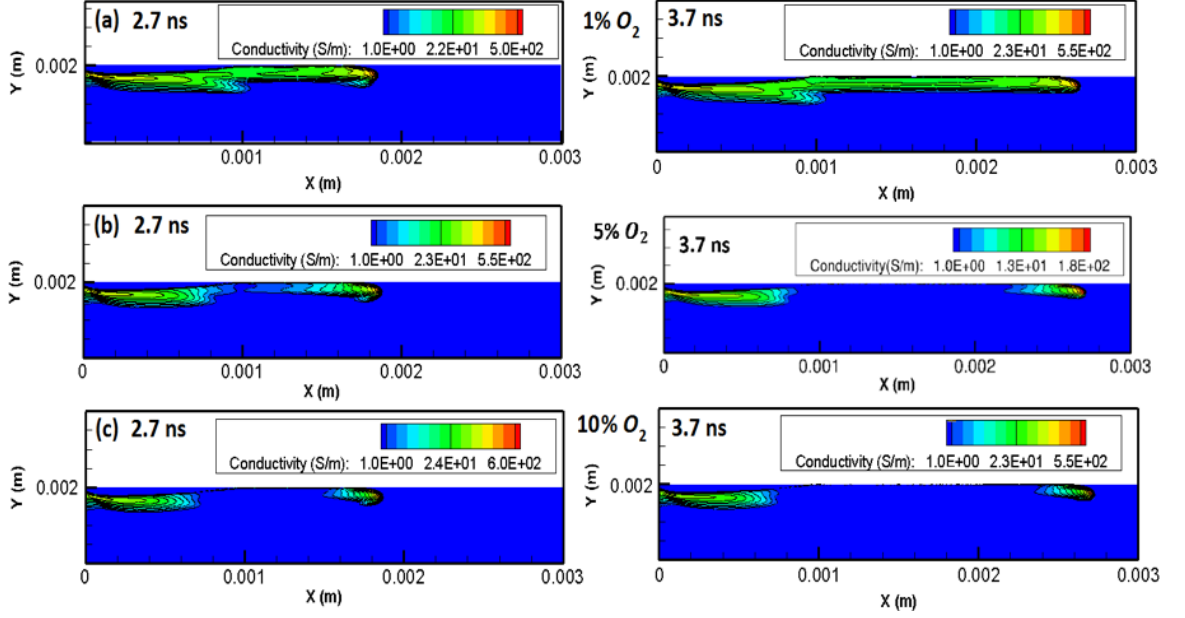 (a) 2.7 ns
Conductivity (S/m): 1.0E+00 2.2E+01 5.0E+02
Y (m)
0.002
0.001 0.002 0.003
X (m)
1% O2
3.7 ns
Conductivity (S/m): 1.0E+00 2.3E+01 5.5E+02
Y (m)
0.002
0 0.001 0.002 0.003
X (m)
(b) 2.7 ns
Conductivity (S/m): 1.0E+00 2.3E+01 5.5E+02
Y (m)
0.002
0 0.001 0.002 0.003
X (m)
5% O2
3.7 ns
Conductivity(S/m): 1.0E+00 1.3E+01 1.8E+02
Y (m)
0.002
0 0.001 0.002 0.003
X (m)
(c) 2.7 ns
Conductivity (S/m): 1.0E+00 2.4E+01 6.0E+02
Y (m)
0.002
0 0.001 0.002 0.003
X (m)
10% O2
3.7 ns
Conductivity (S/m): 1.0E+00 2.3E+01 5.5E+02
Y (m)
0.002
0 0.001 0.002 0.003
X (m)